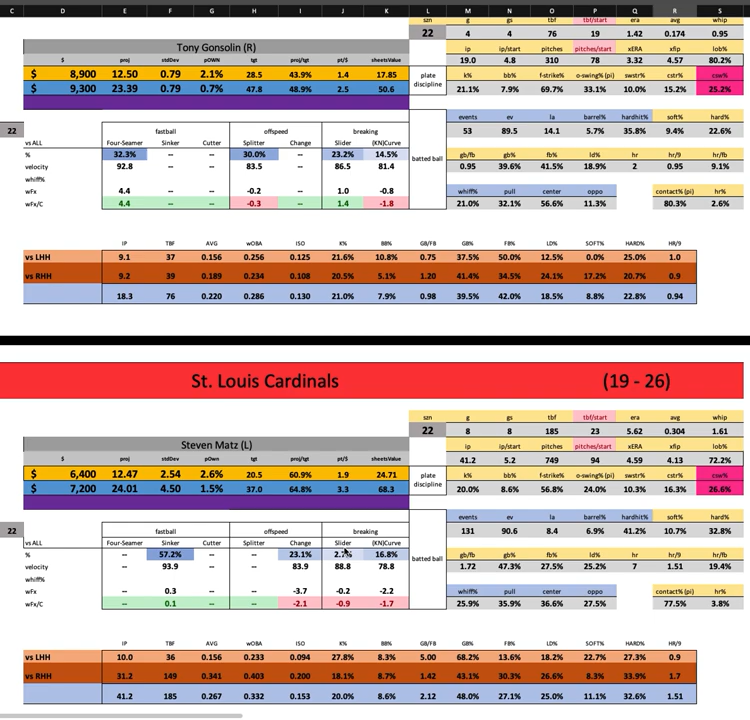 C D E F G H I J K L M N O P Q R S
szn g gs tbf tbf/start era avg whip
22 4 4 76 19 1.42 0.174 0.95
Tony Gonsolin (R) ip ip/start pitches pitches/start xERA xfip lob%
$ proj stdDev pOWN tgt proj/tgt pt/$ sheetsValue 19.0 4.8 310 78 3.32 4.57 80.2%
$ 8,900 12.50 0.79 2.1% 28.5 43.9% 1.4 17.85 plate discipline k% bb% f-strike% o-swing% (pi) swstr% cstr% csw%
$ 9,300 23.39 0.79 0.7% 47.8 48.9% 2.5 50.6 21.1% 7.9% 69.7% 33.1% 10.0% 15.2% 25.2%
events ev la barrel% hardhit% soft% hard%
22 fastball offspeed breaking 53 89.5 14.1 5.7% 35.8% 9.4% 22.6%
vs ALL Four-Seamer Sinker Cutter Splitter Change Slider (KN)Curve
% 32.3% -- -- 30.0% -- 23.2% 14.5% batted ball gb/fb gb% fb% ld% hr hr/9 hr/fb
velocity 92.8 -- -- 83.5 -- 86.5 81.4 0.95 39.6% 41.5% 18.9% 2 0.95 9.1%
whiff%
wFx 4.4 -- -- -0.2 -- 1.0 -0.8 whiff% pull center oppo contact% (pi) hr%
wFx/C 4.4 -- -- -0.3 -- 1.4 -1.8 21.0% 32.1% 56.6% 11.3% 80.3% 2.6%
IP TBF AVG wOBA ISO K% BB% GB/FB GB% FB% LD% SOFT% HARD% HR/9
vs LHH 9.1 37 0.156 0.256 0.125 21.6% 10.8% 0.75 37.5% 50.0% 12.5% 0.0% 25.0% 1.0
vs RHH 9.2 39 0.189 0.234 0.108 20.5% 5.1% 1.20 41.4% 34.5% 24.1% 17.2% 20.7% 0.9
18.3 76 0.220 0.286 0.130 21.0% 7.9% 0.98 39.5% 42.0% 18.5% 8.8% 22.8% 0.94
St. Louis Cardinals (19 - 26)
szn g gs tbf tbf/start era avg whip
22 8 8 185 23 5.62 0.304 1.61
Steven Matz (L) ip ip/start pitches pitches/start xERA xfip lob%
$ proj stdDev pOwn tgt proj/tgt pt/$ sheetsValue 41.2 5.2 749 94 4.59 4.13 72.2%
$ 6,400 12.47 2.54 2.6% 20.5 60.9% 1.9 24.71 plate discipline k% bb% f-strike% o-swing% (pi) swstr% cstr% csw%
$ 7,200 24.01 4.50 1.5% 37.0 64.8% 3.3 68.3 20.0% 8.6% 56.8% 24.0% 10.3% 16.3% 26.6%
events ev la barrel% hardhit% soft% hard%
22 fastball offspeed breaking 131 90.6 8.4 6.9% 41.2% 10.7% 32.8%
vs ALL Four-Seamer Sinker Cutter Splitter Change Slider (KN)Curve
% -- 57.2% -- -- 23.1% 16.8% batted ball gb/fb gb% fb% ld% hr hr/9 hr/fb
velocity -- 93.9 -- -- 83.9 88.8 78.8 1.72 47.3% 27.5% 25.2% 7 1.51 19.4%
whiff%
wFx -- 0.3 -- -- -3.7 -0.2 -2.2 whiff% pull center oppo contact% (pi) hr%
wFx/C -- 0.1 -- -- -2.1 -0.9 -1.7 25.9% 35.9% 36.6% 27.5% 77.5% 3.8%
IP TBF AVG wOBA ISO K% BB% GB/FB GB% FB% LD% SOFT% HARD% HR/9
vs LHH 10.0 36 0.156 0.233 0.094 27.8% 8.3% 5.00 68.2% 13.6% 18.2% 22.7% 27.3% 0.9
vs RHH 31.2 149 0.341 0.403 0.200 18.1% 8.7% 1.42 43.1% 30.3% 26.6% 8.3% 33.9% 1.7
41.2 185 0.267 0.332 0.153 20.0% 8.6% 2.12 48.0% 27.1% 25.0% 11.1% 32.6% 1.51